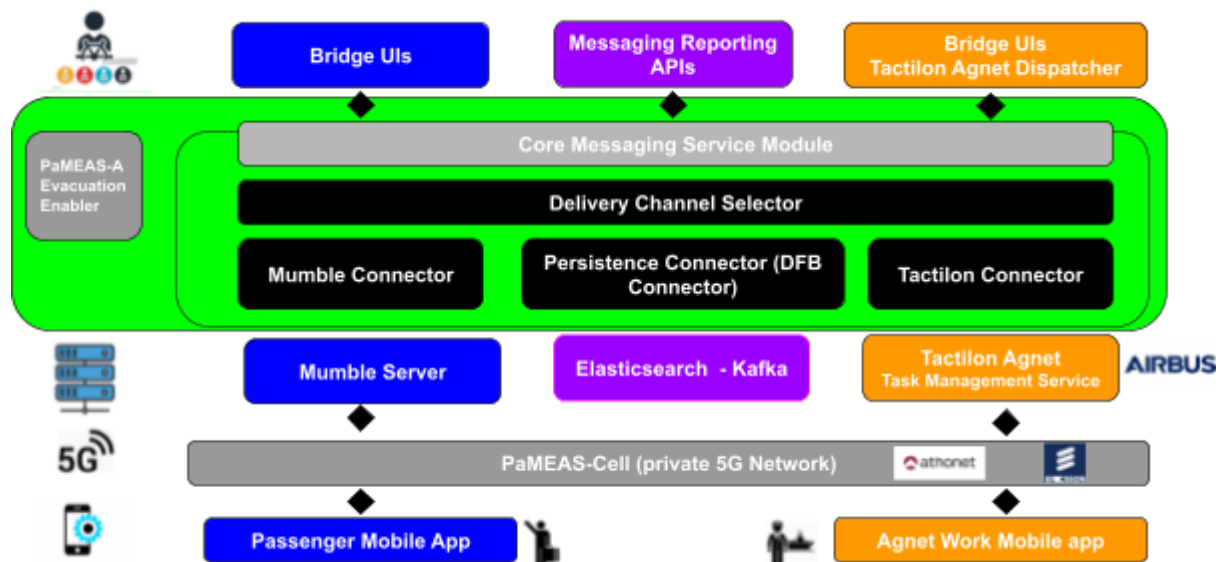 Bridge UIs
Messaging Reporting
APIs
Bridge UIs
Tactilon Agnet Dispatcher
PaMEAS-A
Evacuation
Enabler
Core Messaging Service Module
Delivery Channel Selector
Mumble Connector
Persistence Connector (DFB
Connector)
Tactilon Connector
Mumble Server
Elasticsearch - Kafka
Tactilon Agnet
Task Management Service
AIRBUS
5G
PaMEAS-Cell (private 5G Network)
athonet
Passenger Mobile App
Agnet Work Mobile app